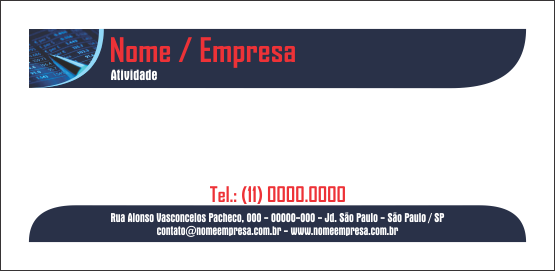 Nome / Empresa
Atividade
Tel.: (11) 0000.0000
Rua Alonso Vasconcelos Pacheco, 000 - 00000-000 - Jd. São Paulo - São Paulo / SP
contato@nomeempresa.com.br - www.nomeempresa.com.br